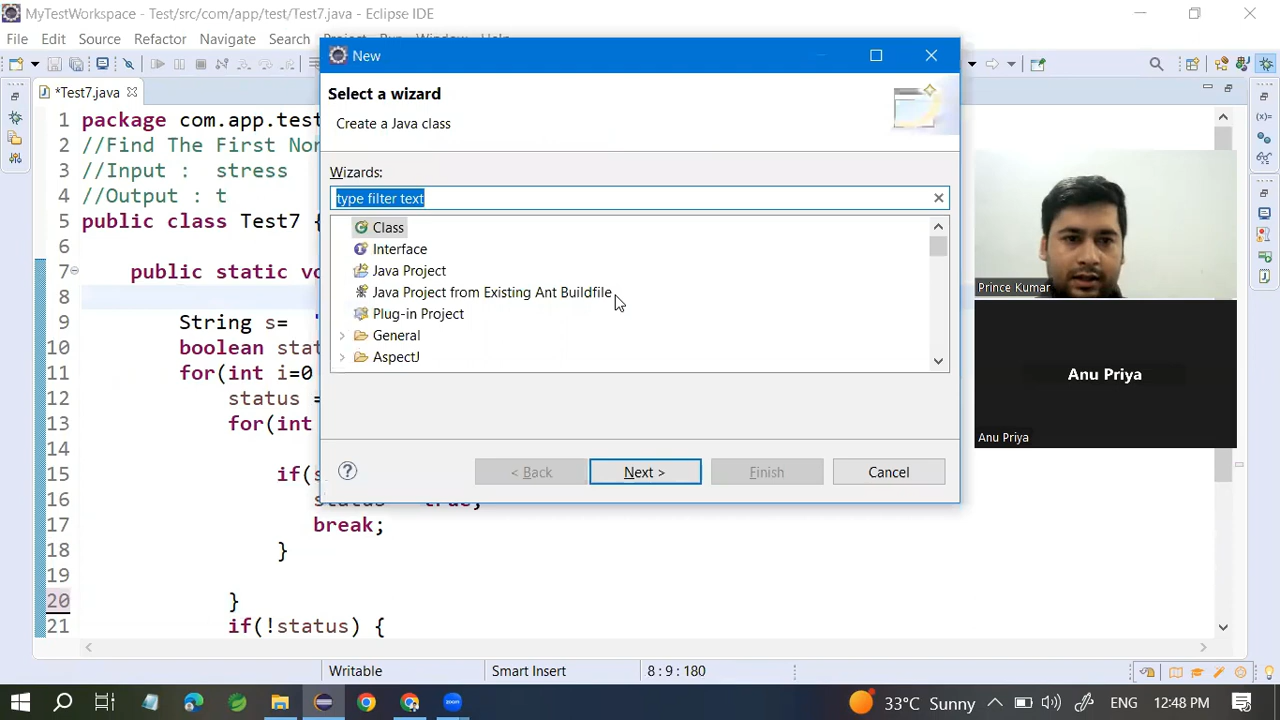 MyTestWorkspace - Test/src/com/app/test/Test7.java - Eclipse IDE
File Edit Source Refactor Navigate Search Project Run Window Help
*Test7.java
New
Select a wizard
Create a Java class
Wizards:
type filter text
Class
Interface
Java Project
Java Project from Existing Ant Buildfile
Plug-in Project
General
AspectJ
< Back Next > Finish Cancel
1 package com.app.test
2 //Find The First No
3 //Input : stress
4 //Output : t
5 public class Test7 {
6
7 public static vo
8
9 String s= "
10 boolean stat
11 for(int i=0
12 status =
13 for(int
14
15 if(s
16 status = true;
17 break;
18 }
19
20 }
21 if(!status) {
Prince Kumar
Anu Priya
Anu Priya
Writable Smart Insert 8 : 9 : 180
33°C Sunny ENG 12:48 PM